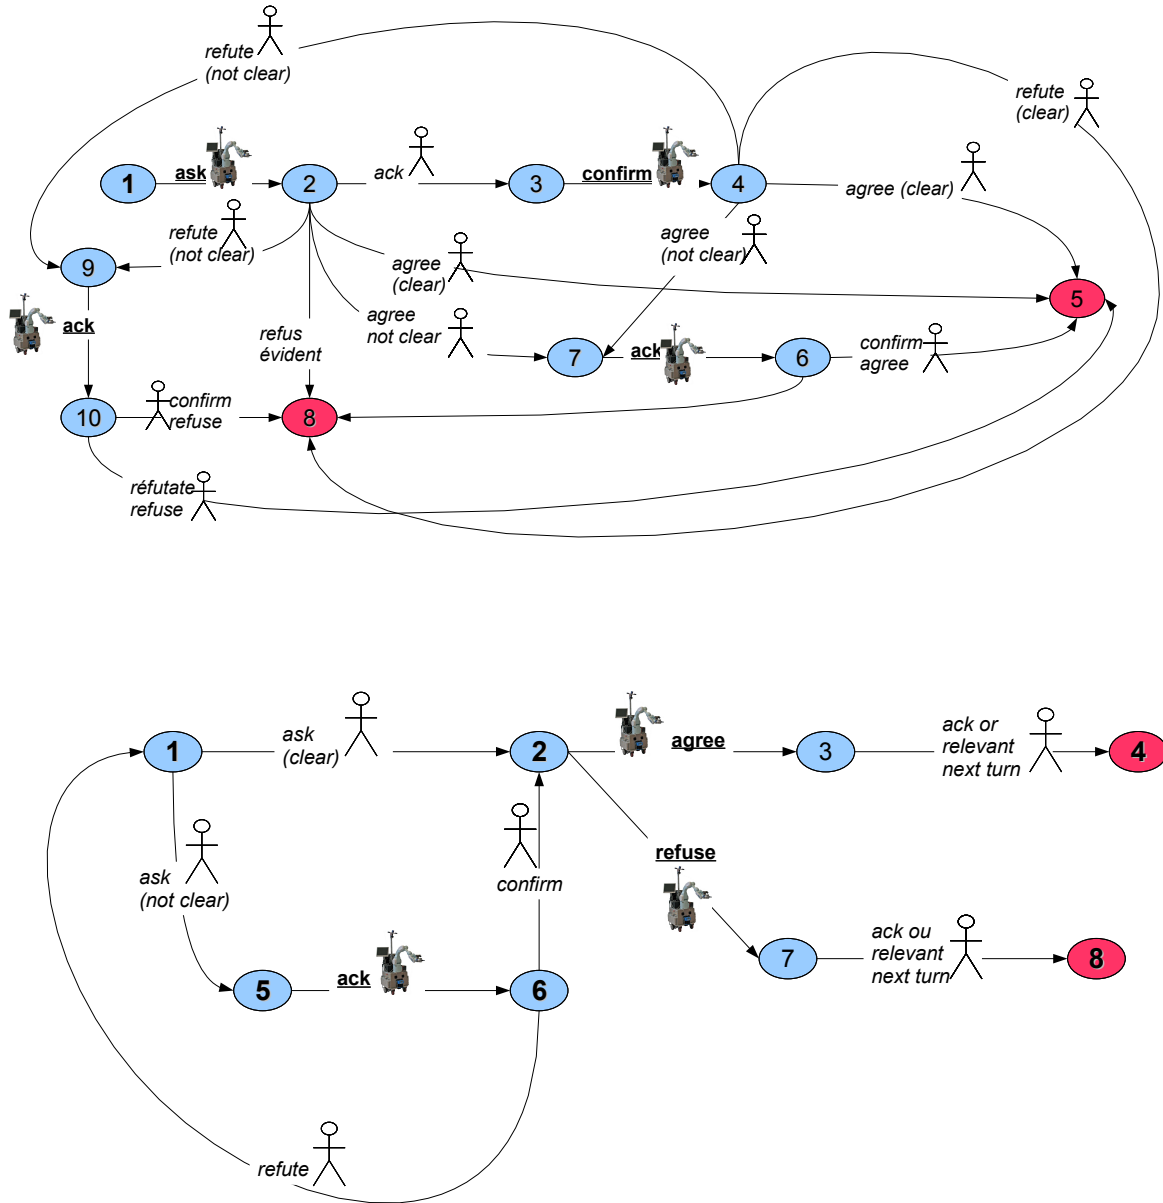 refute
(not clear)
refute
(clear)
1
ask
2
ack
3
confirm
4
agree (clear)
refute
(not clear)
agree
(not clear)
9
agree
(clear)
5
ack
refus
évident
agree
not clear
7
ack
6
confirm
agree
10
confirm
refuse
8
réfutate
refuse
1
ask
(clear)
2
agree
3
ack or
relevant
next turn
4
ask
(not clear)
confirm
refuse
7
ack ou
relevant
next turn
8
5
ack
6
refute